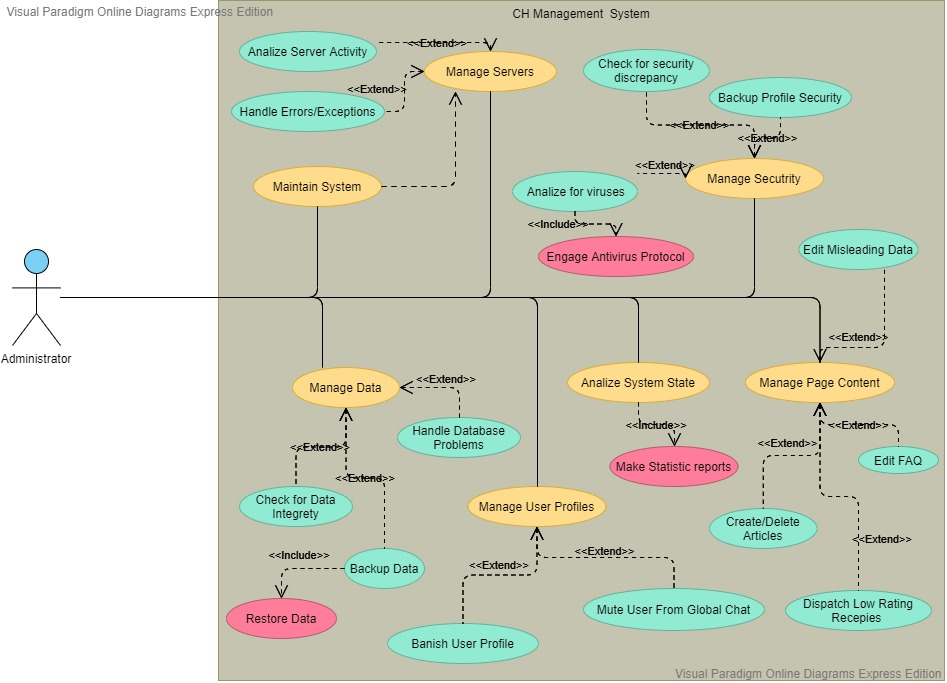 Visual Paradigm Online Diagrams Express Edition
CH Management System
Analize Server Activity
<<Extend>>
Manage Servers
Check for security
discrepancy
<<Extend>>
Backup Profile Security
Handle Errors/Exceptions
<<Extend>>
<<Extend>>
<<Extend>>
Manage Secutrity
Maintain System
Analize for viruses
<<Include>>
Engage Antivirus Protocol
Edit Misleading Data
Administrator
<<Extend>>
Manage Data
<<Extend>>
Analize System State
Manage Page Content
Handle Database
Problems
<<Include>>
<<Extend>>
<<Extend>>
<<Extend>>
Edit FAQ
Make Statistic reports
<<Extend>>
Check for Data
Integrety
Manage User Profiles
Create/Delete
Articles
<<Extend>>
<<Include>>
<<Extend>>
<<Extend>>
Backup Data
Restore Data
Mute User From Global Chat
Dispatch Low Rating
Recepies
Banish User Profile
Visual Paradigm Online Diagrams Express Edition